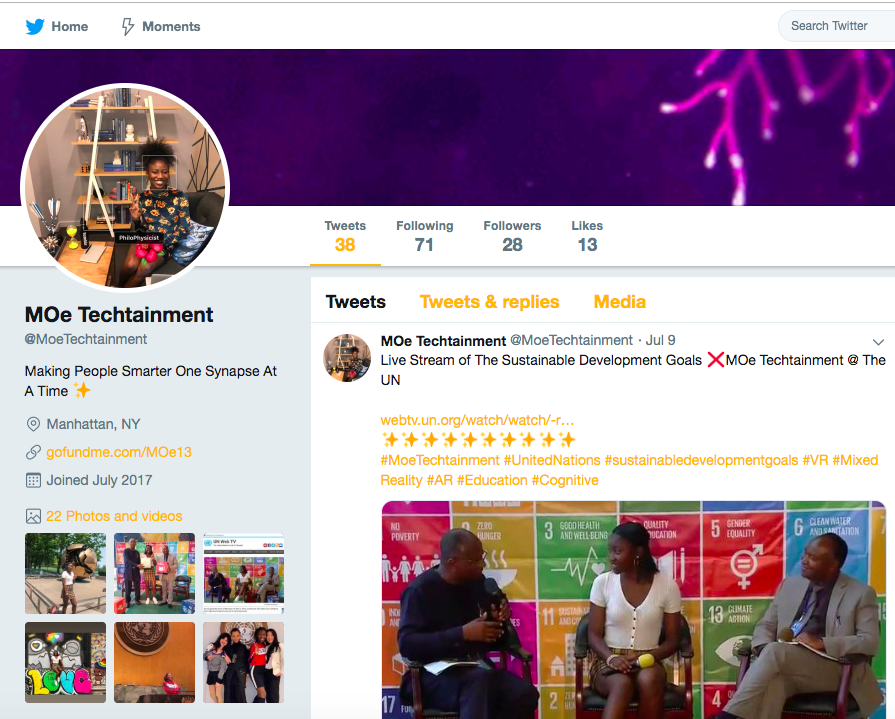 Home
Moments
Search Twitter
PhiloPhysicist
Tweets
38
Following
71
Followers
28
Likes
13
MOe Techtainment
@MoeTechtainment
Making People Smarter One Synapse At
A Time ✨
Manhattan, NY
gofundme.com/MOe13
Joined July 2017
22 Photos and videos
UN Web TV
LOVE
Tweets
Tweets & replies
Media
MOe Techtainment @MoeTechtainment · Jul 9
Live Stream of The Sustainable Development Goals ❌MOe Techtainment @ The
UN
webtv.un.org/watch/watch/-r...
✨✨✨✨✨✨✨✨✨✨
#MoeTechtainment #UnitedNations #sustainabledevelopmentgoals #VR #Mixed
Reality #AR #Education #Cognitive
NO
POVERTY
2 ZERO
HUNGER
3 GOOD HEALTH
AND WELL-BEING
QUALITY
EDUCATION
5 GENDER
EQUALITY
6 CLEAN WATER
AND SANITATION
11
13 CLIMATE
ACTION
17
2 ZERO
4